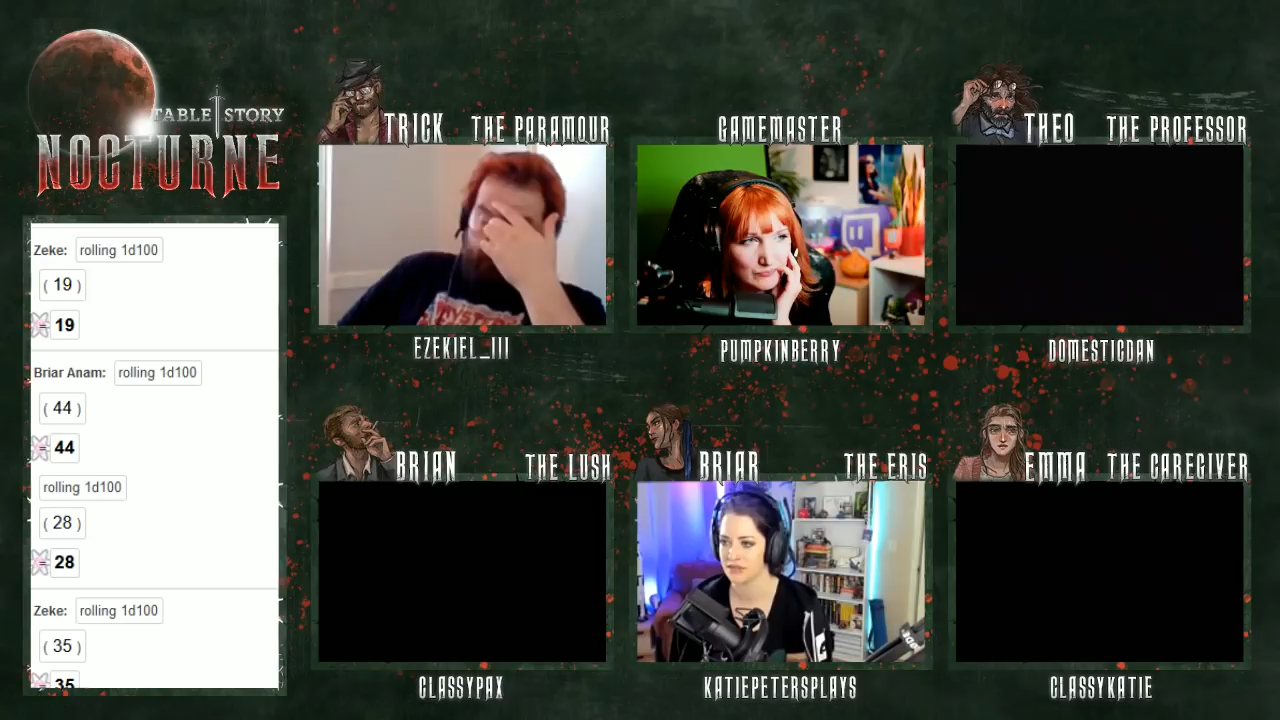 TABLE STORY
NOCTURNE
Zeke: rolling 1d100
( 19 )
= 19
Briar Anam: rolling 1d100
( 44 )
= 44
rolling 1d100
( 28 )
= 28
Zeke: rolling 1d100
( 35 )
= 35
TRICK THE PARAMOUR
EZEKIEL_III
GAMEMASTER
PUMPKINBERRY
THEO THE PROFESSOR
DOMESTICDAN
BRIAN THE LUSH
CLASSYPAX
BRIAR THE ERIS
KATIEPETERSPLAYS
EMMA THE CAREGIVER
CLASSYKATIE